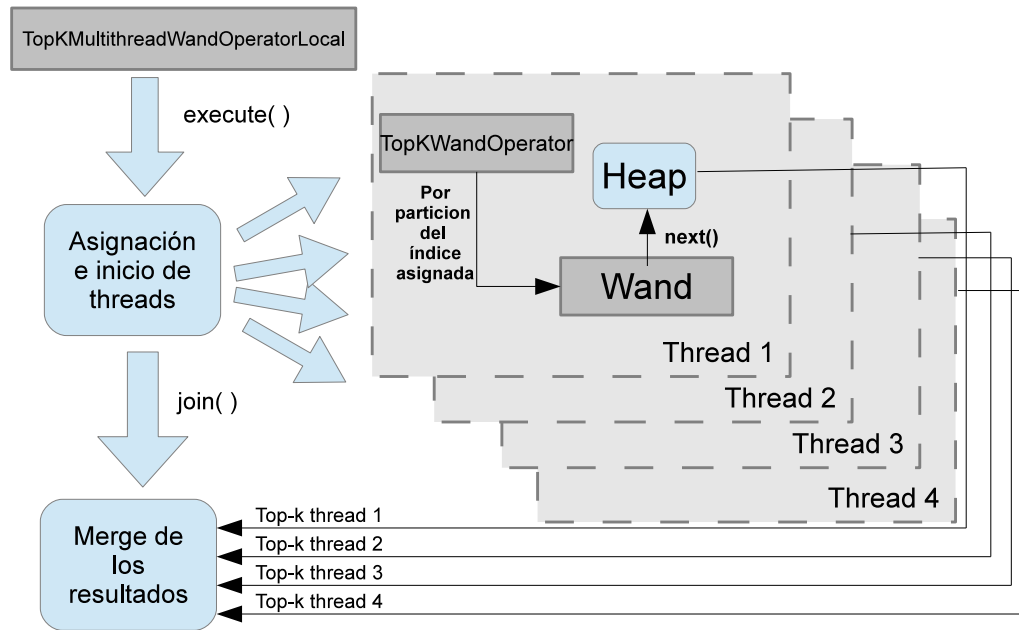 TopKMultithreadWandOperatorLocal
execute( )
Asignación
e inicio de
threads
join( )
Merge de
los
resultados
TopKWandOperator
Por
particion
del
índice
asignada
Heap
next()
Wand
Thread 1
Thread 2
Thread 3
Thread 4
Top-k thread 1
Top-k thread 2
Top-k thread 3
Top-k thread 4